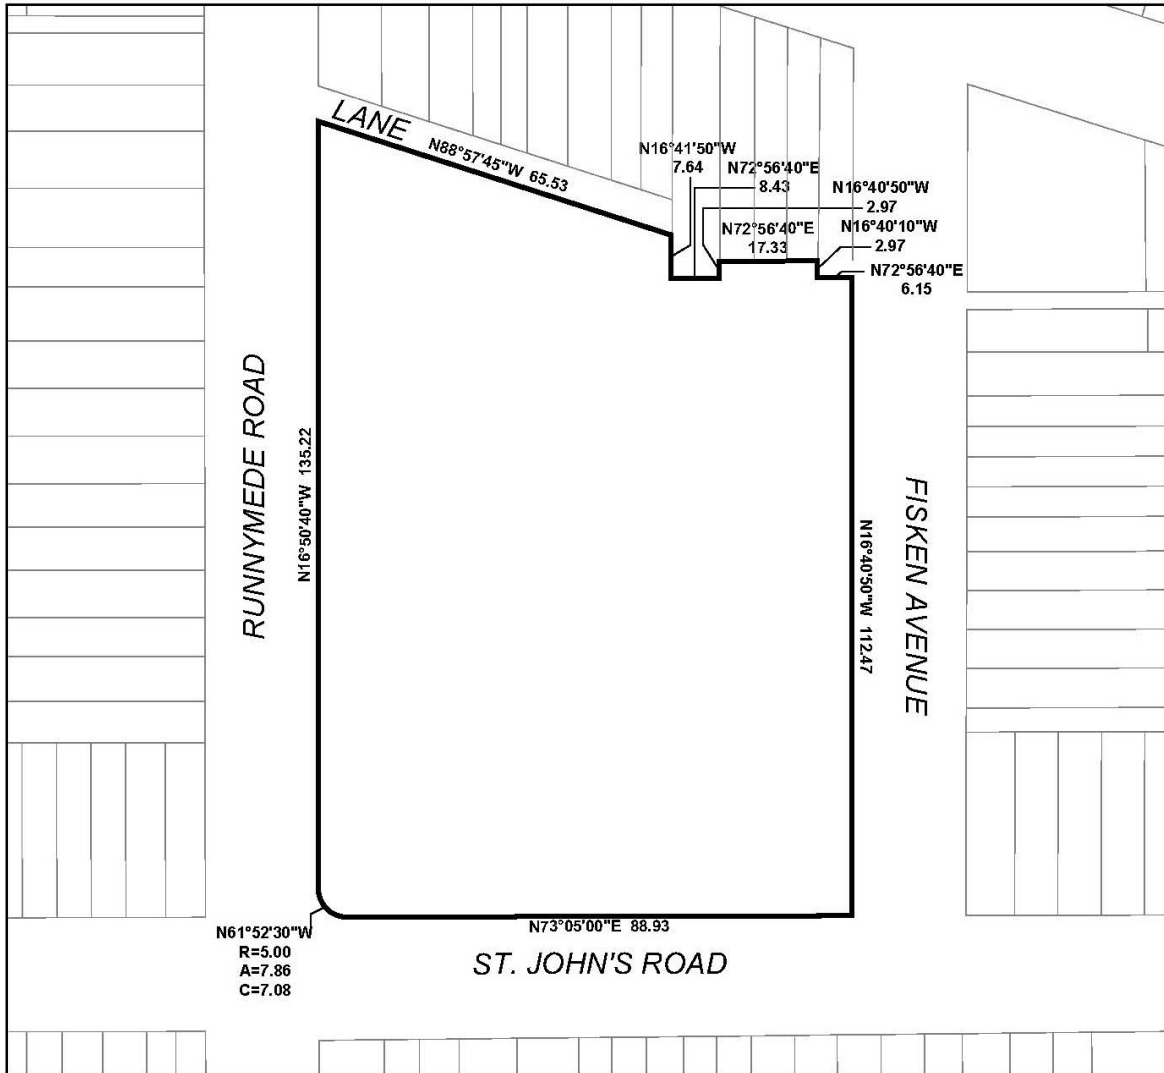 LANE
N88°57'45"W 65.53
N16°41'50"W
7.64
N72°56'40"E
8.43
N16°40'50"W
2.97
N72°56'40"E
17.33
N16°40'10"W
2.97
N72°56'40"E
6.15
RUNNYMEDE ROAD
N16°50'40"W 135.22
N16°40'50"W 112.47
FISKEN AVENUE
N61°52'30"W
R=5.00
A=7.86
C=7.08
N73°05'00"E 88.93
ST. JOHN'S ROAD